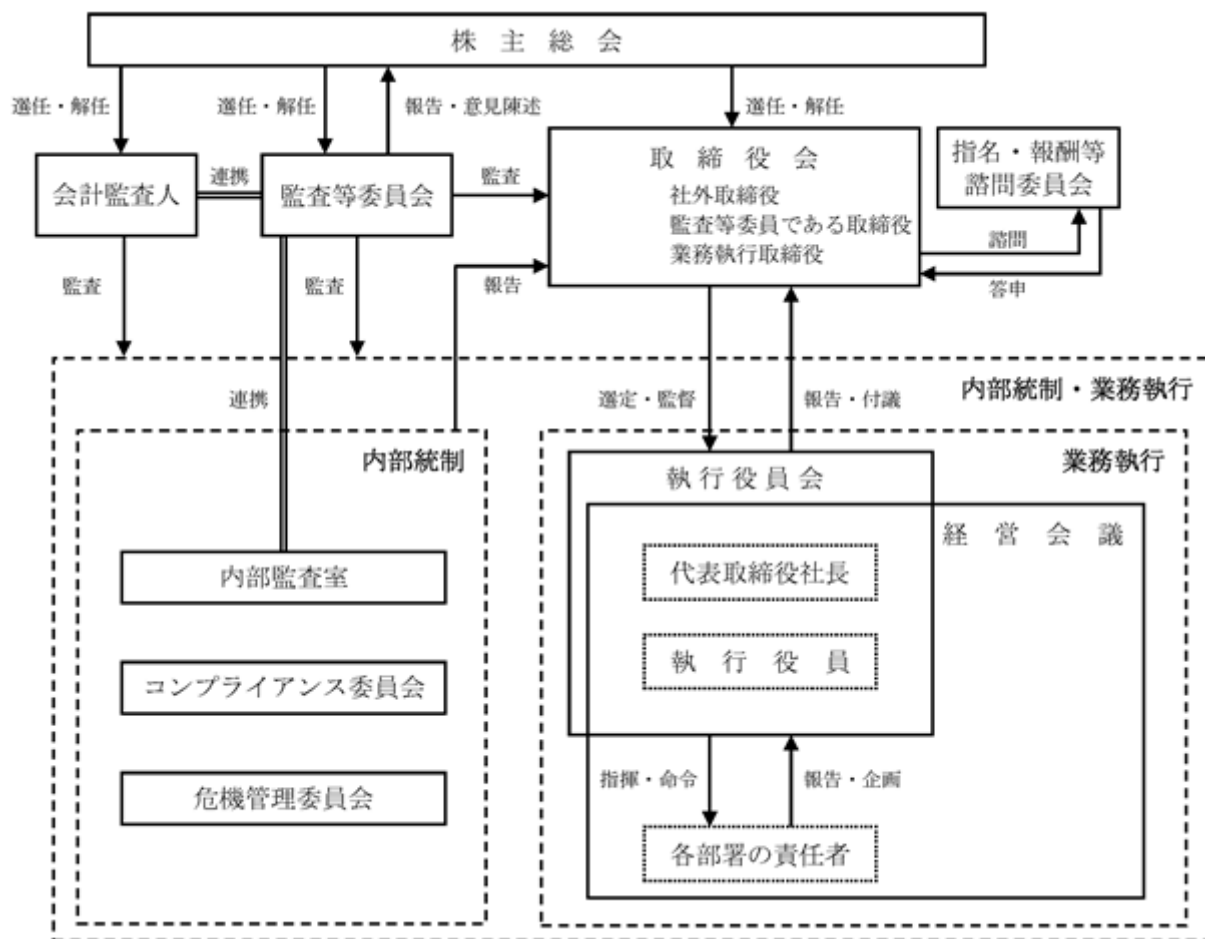 株主総会
選任・解任
選任・解任
報告・意見陳述
選任・解任
会計監査人
連携
監査等委員会
監査
取締役会
社外取締役
監査等委員である取締役
業務執行取締役
指名・報酬等
諮問委員会
諮問
答申
監査
監査
報告
連携
選定・監督
報告・付議
内部統制・業務執行
内部統制
業務執行
執行役員会
経営会議
内部監査室
代表取締役社長
コンプライアンス委員会
執行役員
危機管理委員会
指揮・命令
報告・企画
各部署の責任者